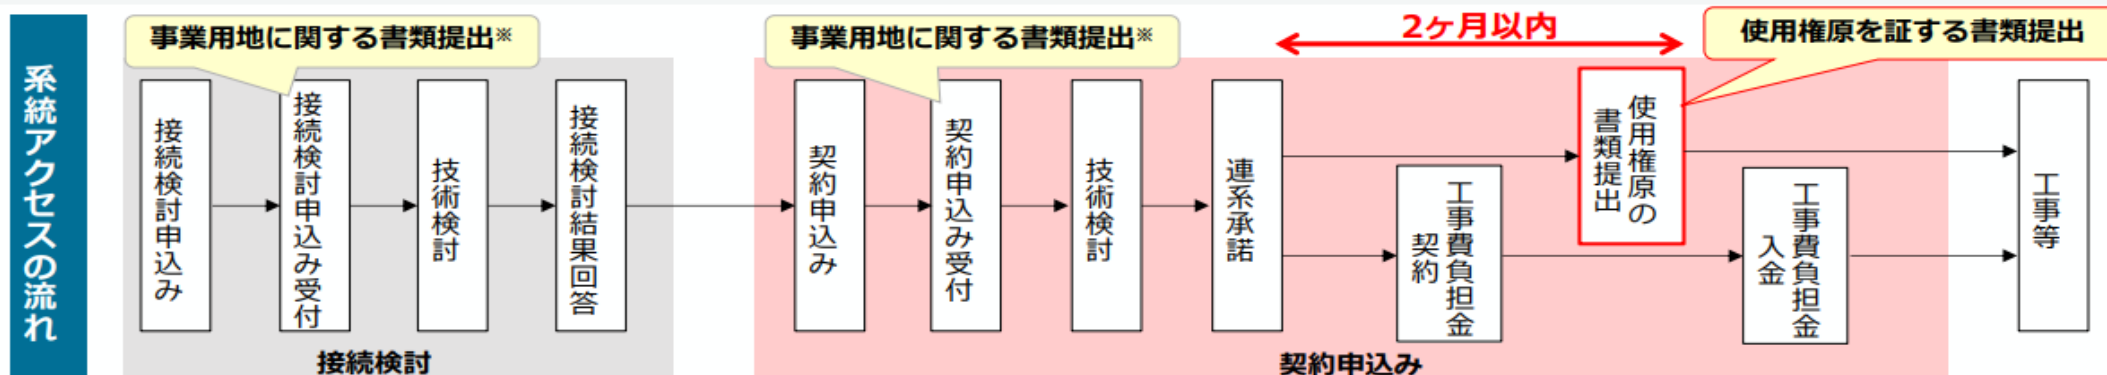 系統アクセスの流れ
事業用地に関する書類提出※
接続検討申込み
接続検討申込み受付
技術検討
接続検討結果回答
接続検討
事業用地に関する書類提出※
2ヶ月以内
使用権原を証する書類提出
契約申込み
契約申込み受付
技術検討
連系承諾
工事費負担金
契約
使用権原の
書類提出
工事費負担金
入金
契約申込み
工事等